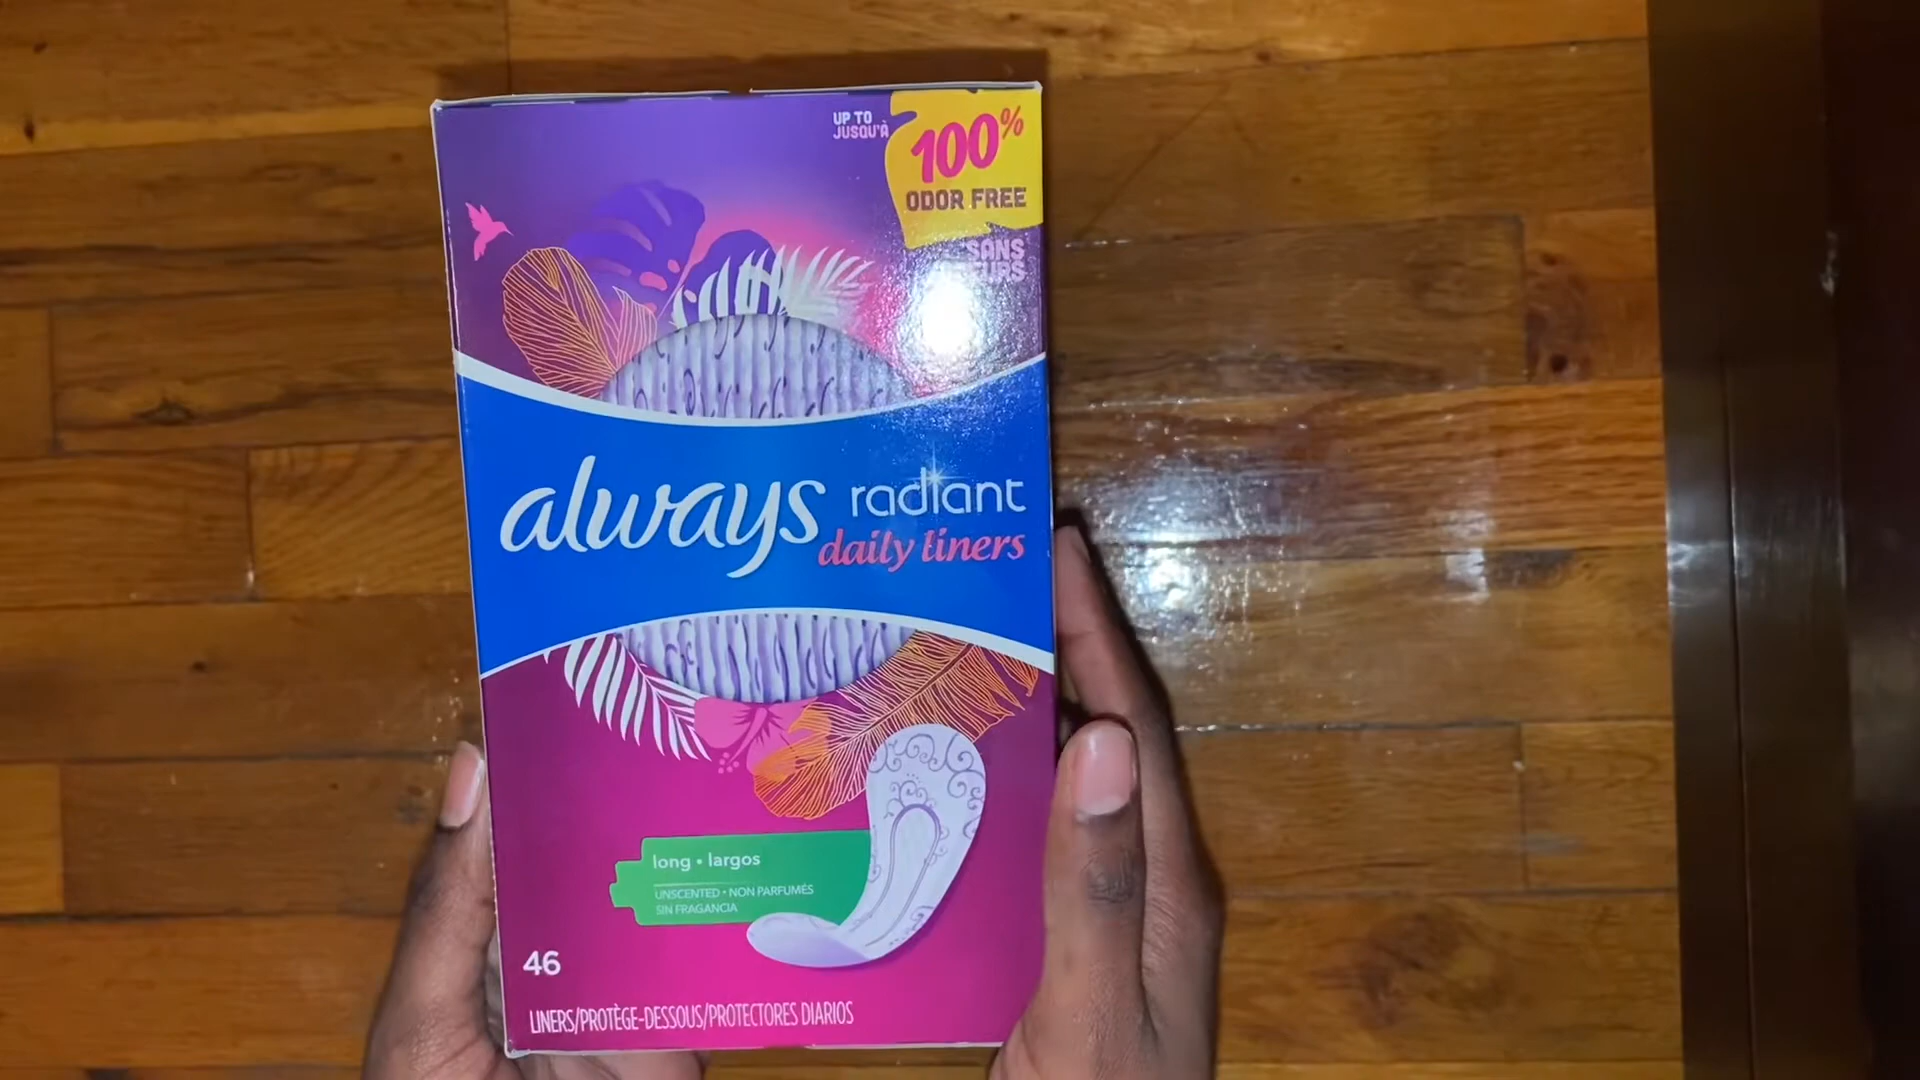 UP TO
JUSQU'À
100%
ODOR FREE
SANS
always radiant
daily liners
long • largos
UNSCENTED • NON PARFUMÉS
SIN FRAGANCIA
46
LINERS/PROTÈGE-DESSOUS/PROTECTORES DIARIOS